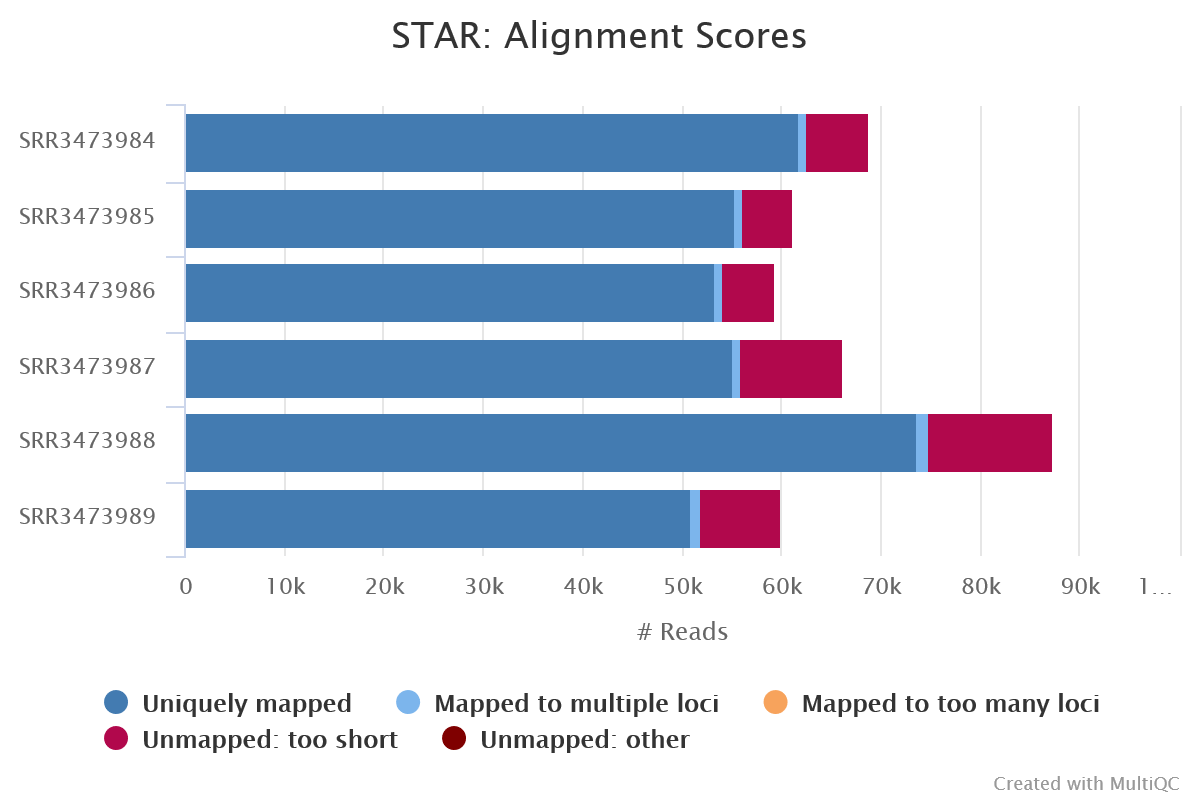 STAR: Alignment Scores
SRR3473984
SRR3473985
SRR3473986
SRR3473987
SRR3473988
SRR3473989
0 10k 20k 30k 40k 50k 60k 70k 80k 90k 1...
# Reads
Uniquely mapped Mapped to multiple loci Mapped to too many loci
Unmapped: too short Unmapped: other
Created with MultiQC